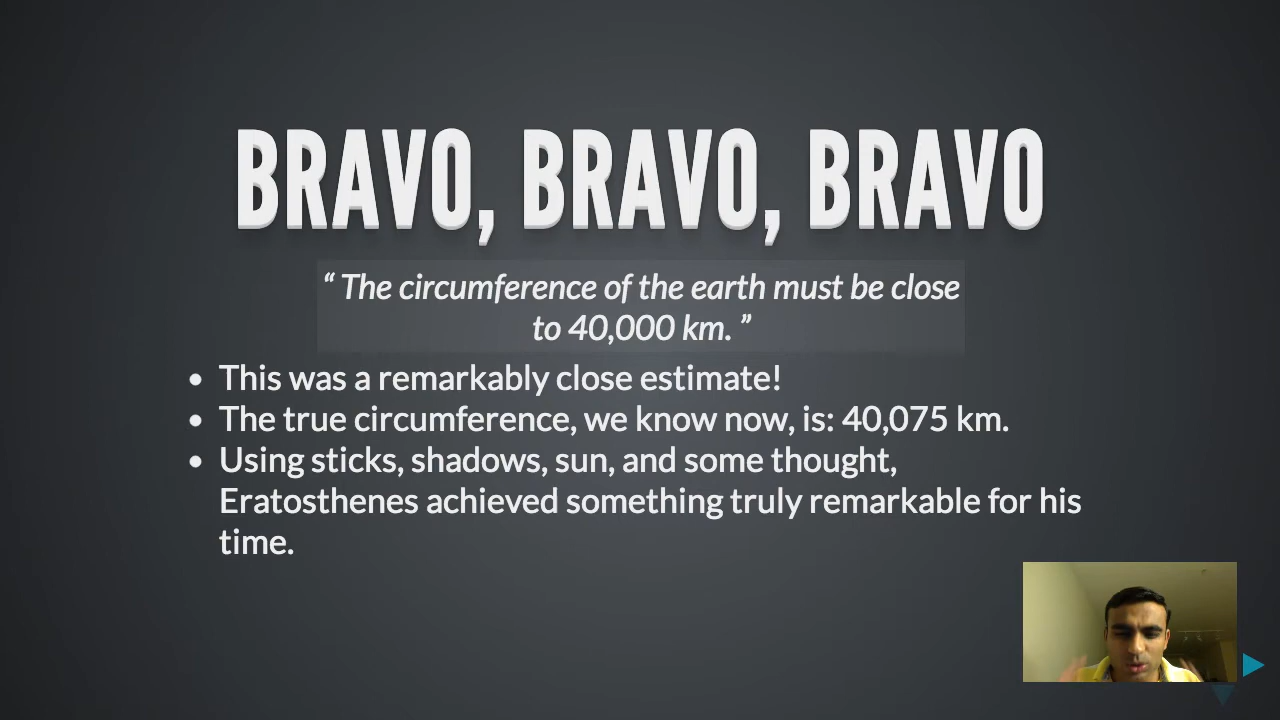 BRAVO, BRAVO, BRAVO
“ The circumference of the earth must be close
to 40,000 km. ”
• This was a remarkably close estimate!
• The true circumference, we know now, is: 40,075 km.
• Using sticks, shadows, sun, and some thought,
Eratosthenes achieved something truly remarkable for his
time.